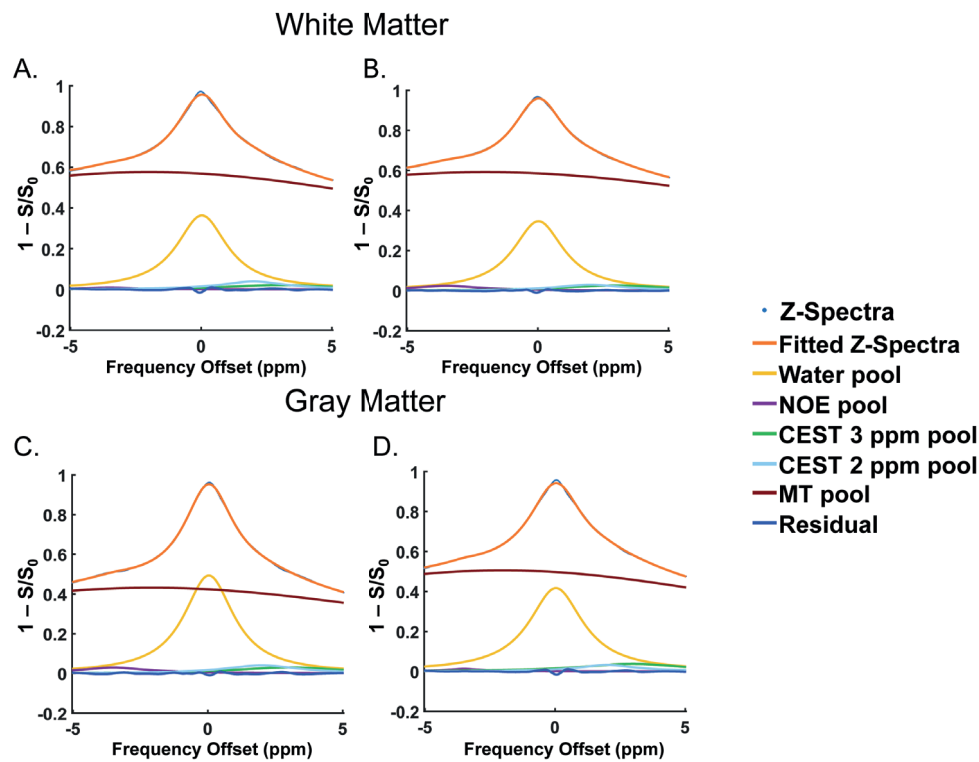 White Matter
A.
B.
1
0.8
0.6
0.4
0.2
0
-0.2
-5
0
5
1 – S/S0
Frequency Offset (ppm)
1
0.8
0.6
0.4
0.2
0
-0.2
-5
0
5
1 – S/S0
Frequency Offset (ppm)
Gray Matter
C.
D.
1
0.8
0.6
0.4
0.2
0
-0.2
-5
0
5
1 – S/S0
Frequency Offset (ppm)
1
0.8
0.6
0.4
0.2
0
-0.2
-5
0
5
1 – S/S0
Frequency Offset (ppm)
Z-Spectra
Fitted Z-Spectra
Water pool
NOE pool
CEST 3 ppm pool
CEST 2 ppm pool
MT pool
Residual